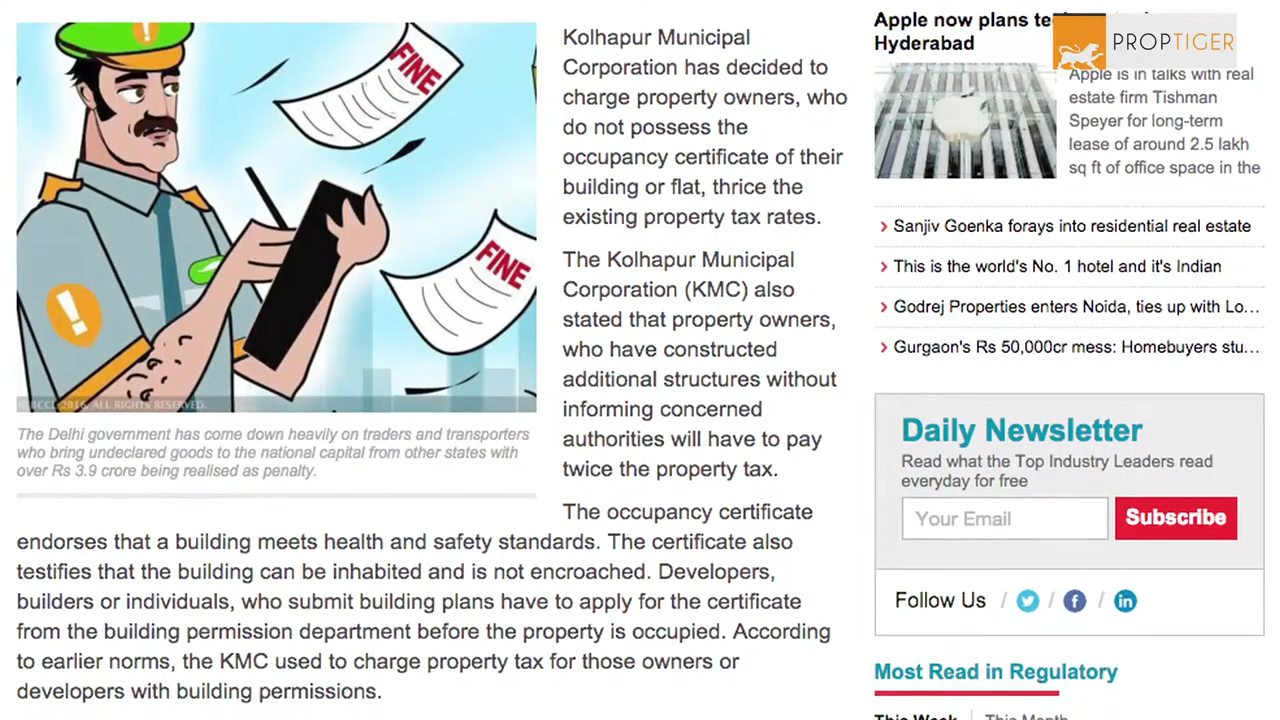 FINE
FINE
BCCL 2016. ALL RIGHTS RESERVED.
The Delhi government has come down heavily on traders and transporters
who bring undeclared goods to the national capital from other states with
over Rs 3.9 crore being realised as penalty.
Kolhapur Municipal
Corporation has decided to
charge property owners, who
do not possess the
occupancy certificate of their
building or flat, thrice the
existing property tax rates.
The Kolhapur Municipal
Corporation (KMC) also
stated that property owners,
who have constructed
additional structures without
informing concerned
authorities will have to pay
twice the property tax.
The occupancy certificate
endorses that a building meets health and safety standards. The certificate also
testifies that the building can be inhabited and is not encroached. Developers,
builders or individuals, who submit building plans have to apply for the certificate
from the building permission department before the property is occupied. According
to earlier norms, the KMC used to charge property tax for those owners or
developers with building permissions.
Apple now plans
Hyderabad
PROPTIGER
Apple is in talks with real
estate firm Tishman
Speyer for long-term
lease of around 2.5 lakh
sq ft of office space in the
Sanjiv Goenka forays into residential real estate
This is the world's No. 1 hotel and it's Indian
Godrej Properties enters Noida, ties up with Lo...
Gurgaon's Rs 50,000cr mess: Homebuyers stu...
Daily Newsletter
Read what the Top Industry Leaders read
everyday for free
Your Email
Subscribe
Follow Us / / /
Most Read in Regulatory
This Week | This Month